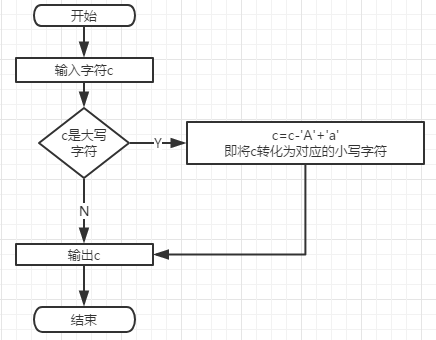 开始
输入字符c
c是大写
字符
Y
c=c-'A'+'a'
即将c转化为对应的小写字符
N
输出c
结束